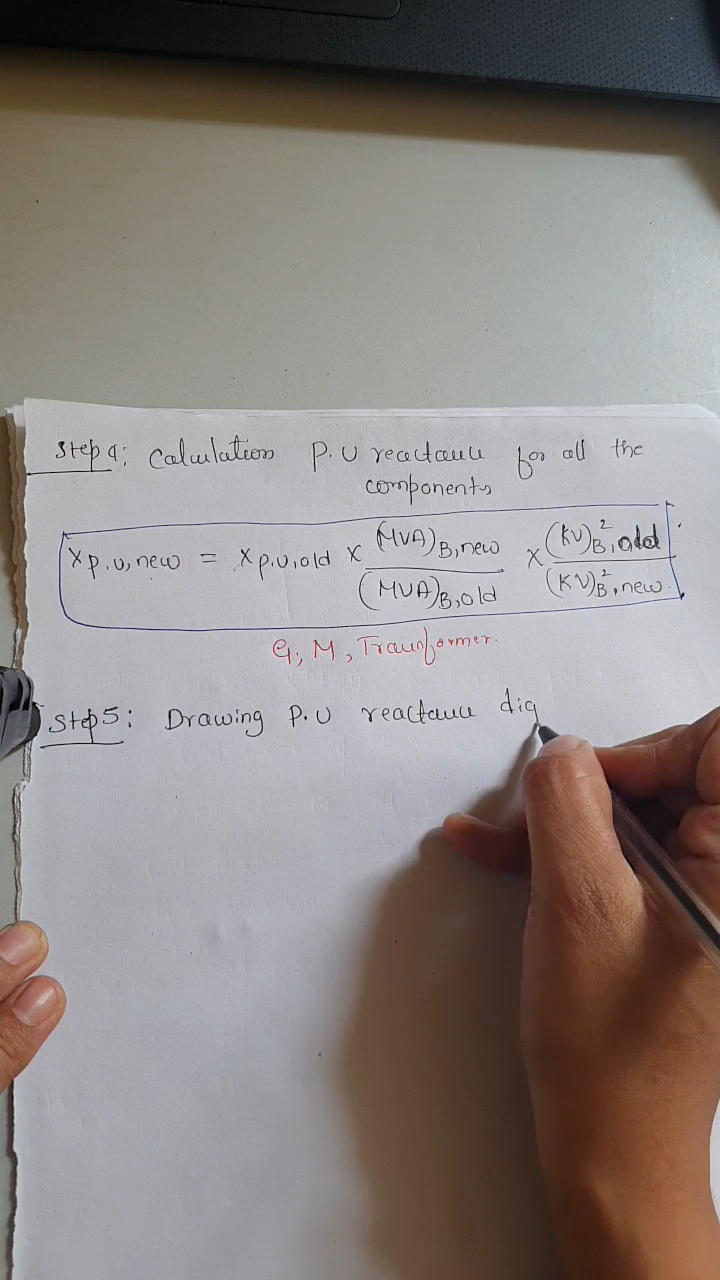 Step 4: Calculation P.U reactance for all the
components
Xp.u,new = Xp.u,old x (MVA)B,new / (MVA)B,old x (KV)²B,old / (KV)²B,new.
G, M, Transformer.
Step 5: Drawing P.U reactance dia